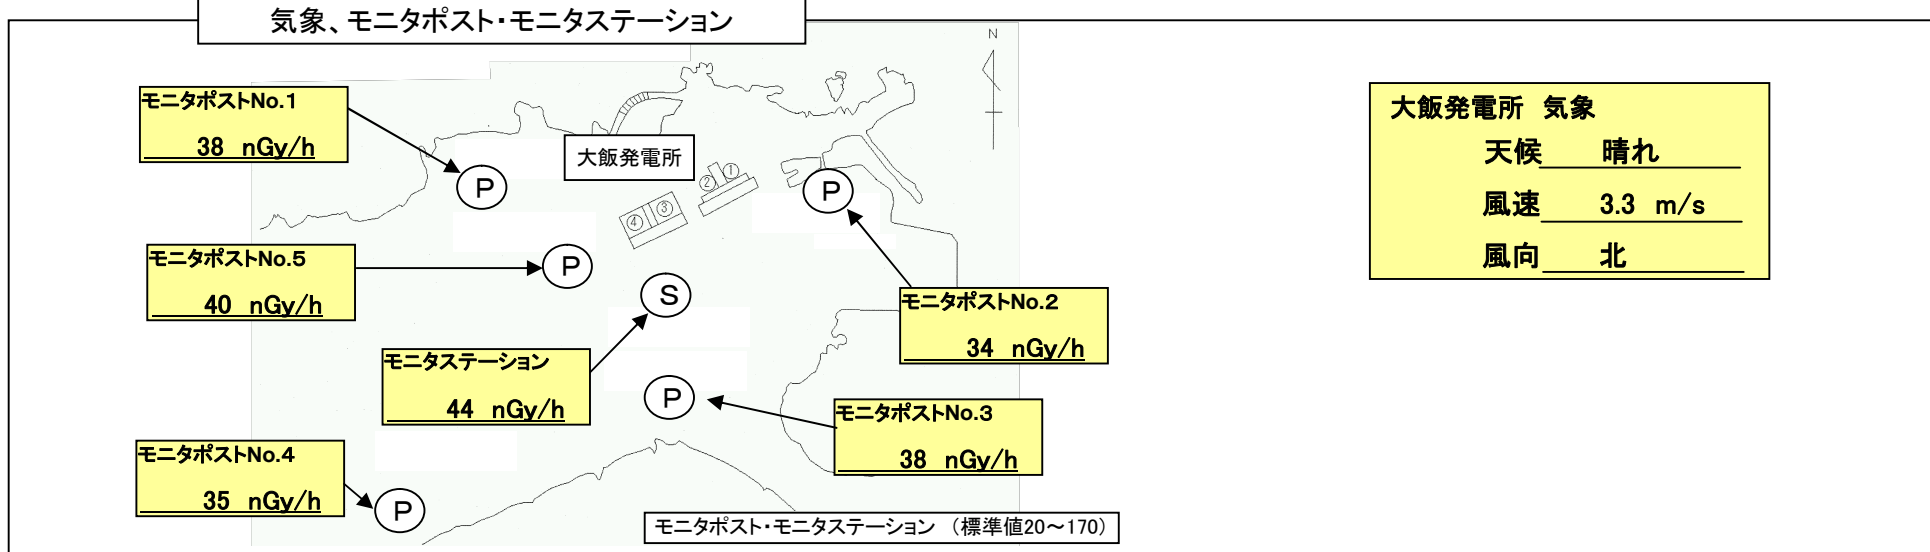 気象、モニタポスト・モニタステーション
N
モニタポストNo.1
38 nGy/h
P
大飯発電所
①
②
③
④
P
モニタポストNo.5
40 nGy/h
P
S
モニタポストNo.2
34 nGy/h
モニタステーション
44 nGy/h
P
モニタポストNo.3
38 nGy/h
モニタポストNo.4
35 nGy/h
P
モニタポスト・モニタステーション （標準値20～170）
大飯発電所 気象
天候 晴れ
風速 3.3 m/s
風向 北